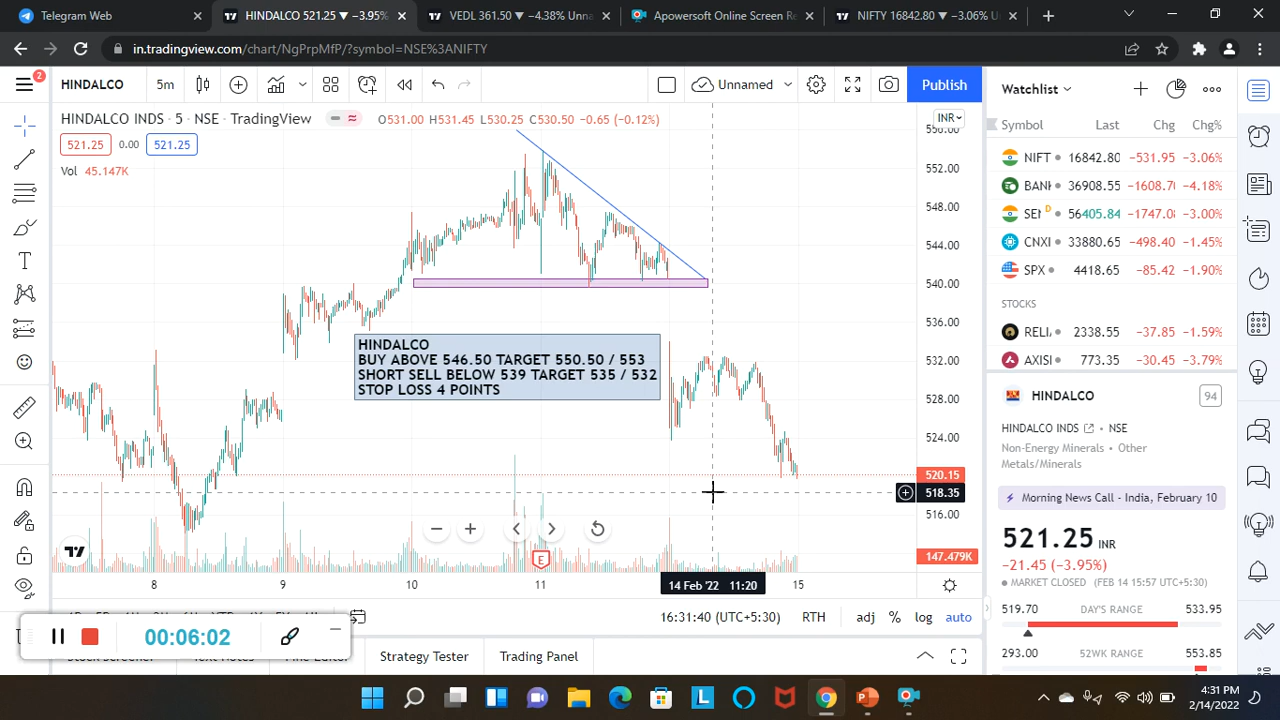 Telegram Web
HINDALCO 521.25 ▼ −3.95%
VEDL 361.50 ▼ −4.38% Unna
Apowersoft Online Screen Re
NIFTY 16842.80 ▼ −3.06% U
in.tradingview.com/chart/NgPrpMfP/?symbol=NSE%3ANIFTY
2
HINDALCO
5m
Unnamed
Publish
HINDALCO INDS · 5 · NSE · TradingView
O531.00 H531.45 L530.25 C530.50 −0.65 (−0.12%)
INR
521.25 0.00 521.25
Vol 45.147K
556.00
552.00
548.00
544.00
540.00
536.00
532.00
528.00
524.00
520.15
518.35
516.00
147.479K
HINDALCO
BUY ABOVE 546.50 TARGET 550.50 / 553
SHORT SELL BELOW 539 TARGET 535 / 532
STOP LOSS 4 POINTS
E
8 9 10 11 14 Feb '22 11:20 15
16:31:40 (UTC+5:30)
RTH
adj % log auto
00:06:02
Strategy Tester
Trading Panel
Watchlist
Symbol Last Chg Chg%
NIFT 16842.80 −531.95 −3.06%
BANI 36908.55 −1608.70 −4.18%
SEN D 56405.84 −1747.08 −3.00%
CNXI 33880.65 −498.40 −1.45%
SPX 4418.65 −85.42 −1.90%
STOCKS
RELI 2338.55 −37.85 −1.59%
AXISI 773.35 −30.45 −3.79%
HINDALCO
94
HINDALCO INDS • NSE
Non-Energy Minerals • Other
Metals/Minerals
Morning News Call - India, February 10
521.25 INR
−21.45 (−3.95%)
MARKET CLOSED (FEB 14 15:57 UTC+5:30)
519.70 DAY'S RANGE 533.95
293.00 52WK RANGE 553.85
4:31 PM
2/14/2022